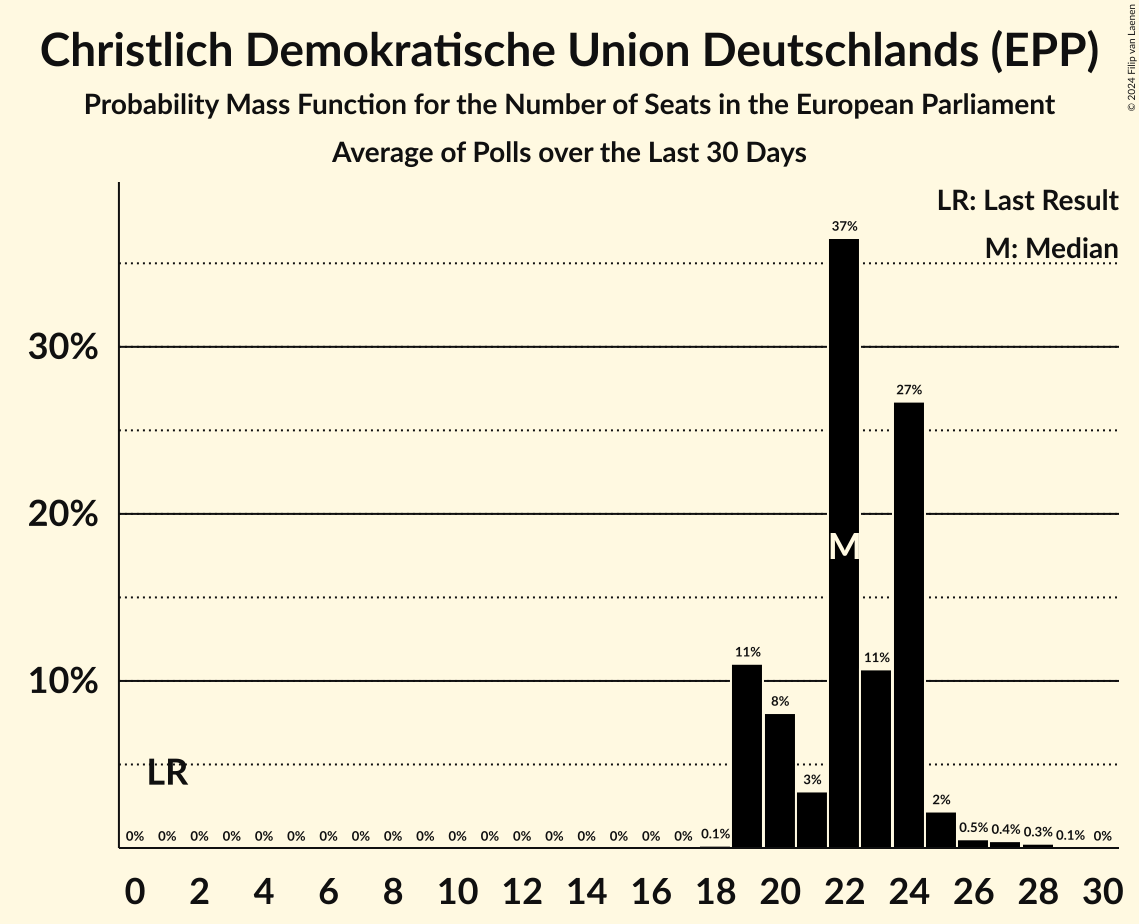 Christlich Demokratische Union Deutschlands (EPP)
Probability Mass Function for the Number of Seats in the European Parliament
Average of Polls over the Last 30 Days
© 2024 Filip van Laenen
LR: Last Result
M: Median
37%
30%
27%
20%
M
11%
11%
10%
8%
3%
LR
2%
0% 0% 0% 0% 0% 0% 0% 0% 0% 0% 0% 0% 0% 0% 0% 0% 0% 0% 0.1% 0.5% 0.4% 0.3% 0.1% 0%
0 2 4 6 8 10 12 14 16 18 20 22 24 26 28 30